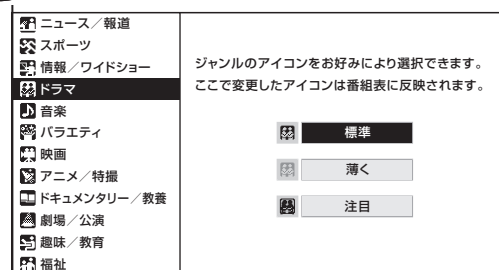 ニュース／報道
スポーツ
情報／ワイドショー
ドラマ
音楽
バラエティ
映画
アニメ／特撮
ドキュメンタリー／教養
劇場／公演
趣味／教育
福祉
ジャンルのアイコンをお好みにより選択できます。
ここで変更したアイコンは番組表に反映されます。
標準
薄く
注目